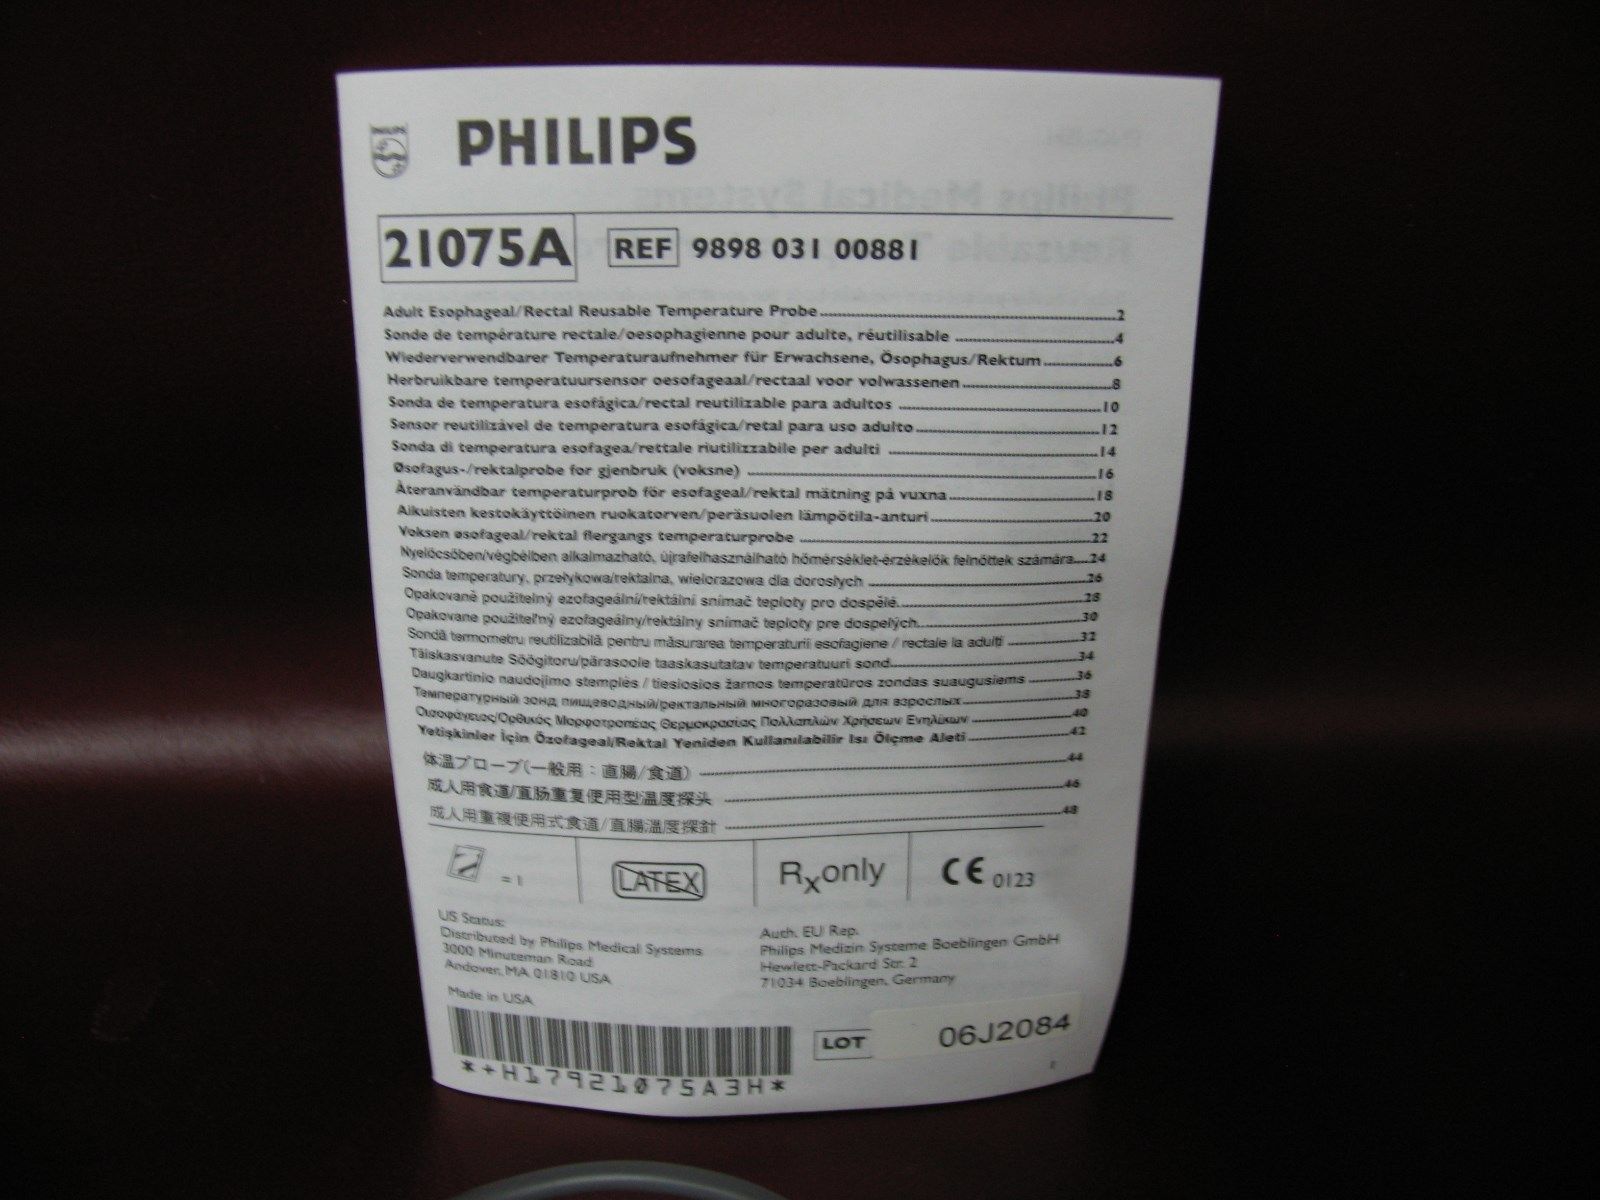 PHILIPS
PHILIPS
21075A REF 9898 031 00881
Adult Esophageal/Rectal Reusable Temperature Probe 2
Sonde de température rectale/oesophagienne pour adulte, réutilisable 4
Wiederverwendbarer Temperaturaufnehmer für Erwachsene, Ösophagus/Rektum 6
Herbruikbare temperatuursensor oesofageaal/rectaal voor volwassenen 8
Sonda de temperatura esofágica/rectal reutilizable para adultos 10
Sensor reutilizável de temperatura esofágica/retal para uso adulto 12
Sonda di temperatura esofagea/rettale riutilizzabile per adulti 14
Øsofagus-/rektalprobe for gjenbruk (voksne) 16
Återanvändbar temperaturprob för esofageal/rektal mätning på vuxna 18
Aikuisten kestokäyttöinen ruokatorven/peräsuolen lämpötila-anturi 20
Voksen øsofageal/rektal flergangs temperaturprobe 22
Nyelőcsőben/végbélben alkalmazható, újrafelhasználható hőmérséklet-érzékelők felnőttek számára 24
Sonda temperatury, przełykowa/rektalna, wielorazowa dla dorosłych 26
Opakovaně použitelný ezofageální/rektální snímač teploty pro dospělé 28
Opakovane použiteľný ezofageálny/rektálny snímač teploty pre dospelých 30
Sondă termometru reutilizabilă pentru măsurarea temperaturii esofagiene / rectale la adulți 32
Täiskasvanute Söögitoru/pärasoole taaskasutatav temperatuuri sond 34
Daugkartinio naudojimo stemplės / tiesiosios žarnos temperatūros zondas suaugusiems 36
Температурный зонд пищеводный/ректальный многоразовый для взрослых 38
Οισοφάγειος/Ορθικός Μορφοτροπέας Θερμοκρασίας Πολλαπλών Χρήσεων Ενηλίκων 40
Yetişkinler İçin Özofageal/Rektal Yeniden Kullanılabilir Isı Ölçme Aleti 42
体温プローブ(一般用：直腸/食道) 44
成人用食道/直肠重复使用型温度探头 46
成人用重複使用式食道/直腸溫度探針 48
= 1 LATEX Rx only CE 0123
US Status:
Distributed by Philips Medical Systems
3000 Minuteman Road
Andover, MA 01810 USA
Auth. EU Rep.
Philips Medizin Systeme Boeblingen GmbH
Hewlett-Packard Str. 2
71034 Boeblingen, Germany
Made in USA
LOT 06J2084
*+H17921075A3H*